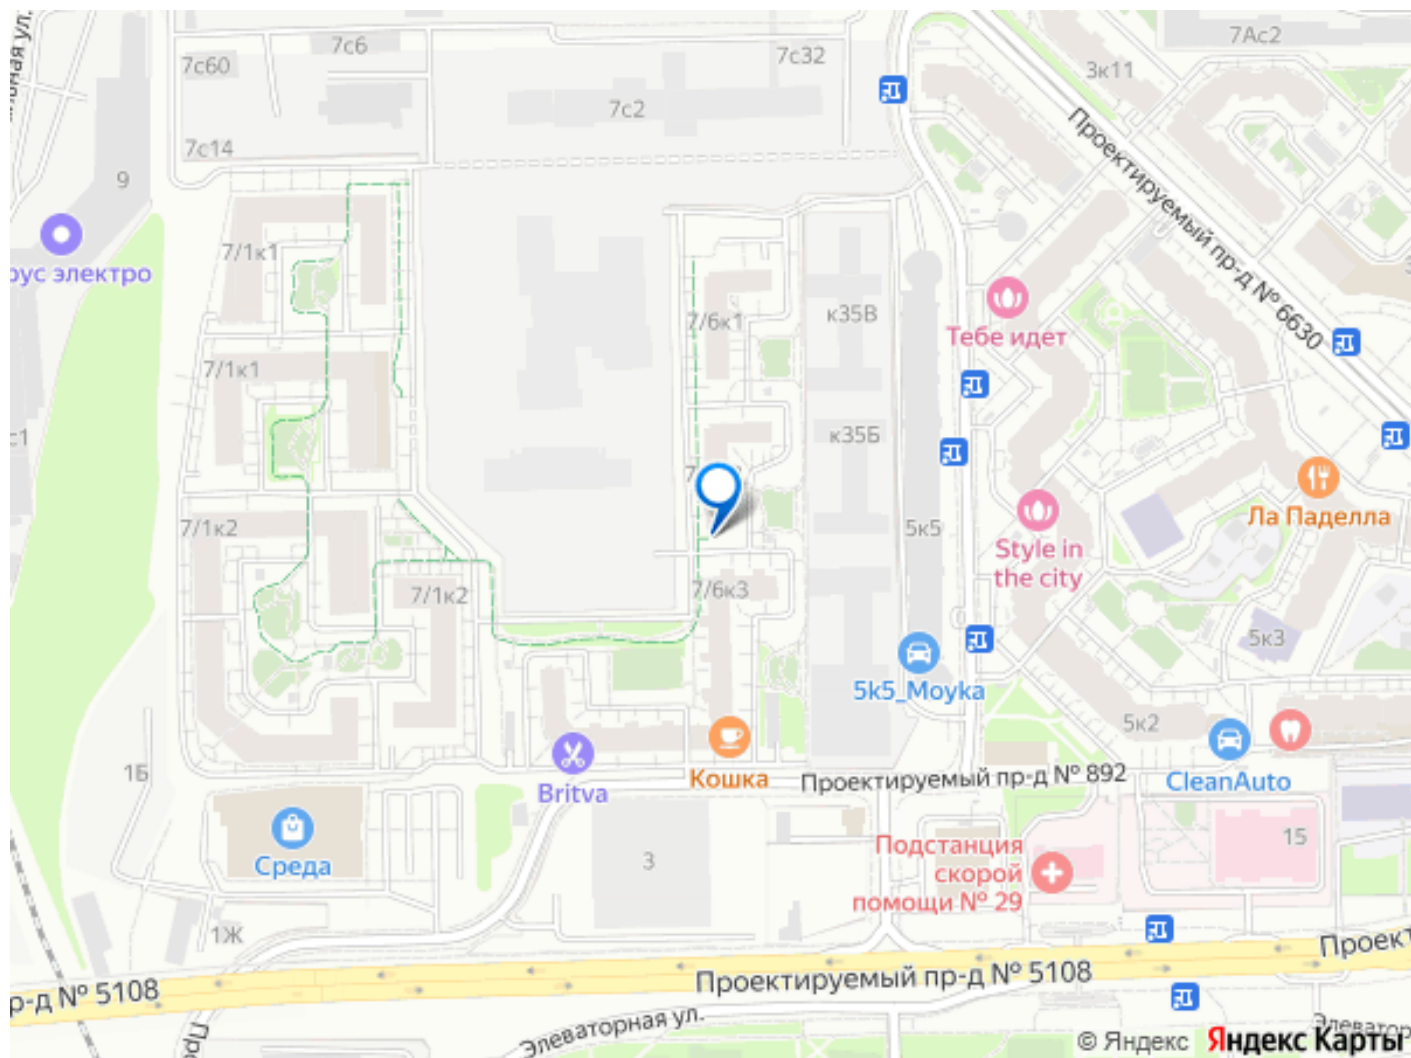 7с6
7с60
7с32
7с2
7с14
7Ас2
3к11
Проектируемый пр-д № 6630
9
рус электро
7/1к1
7/6к1
к35В
Тебе идет
7/1к1
к35Б
Ла Паделла
7/1к2
5к5
Style in
the city
7/1к2
7/6к3
5к3
5k5_Moyka
5к2
1Б
Britva
Кошка
Проектируемый пр-д № 892
CleanAuto
Среда
3
15
Подстанция
скорой
помощи № 29
1Ж
Проект
р-д № 5108
Проектируемый пр-д № 5108
Элеваторная ул.
© Яндекс Яндекс Карты